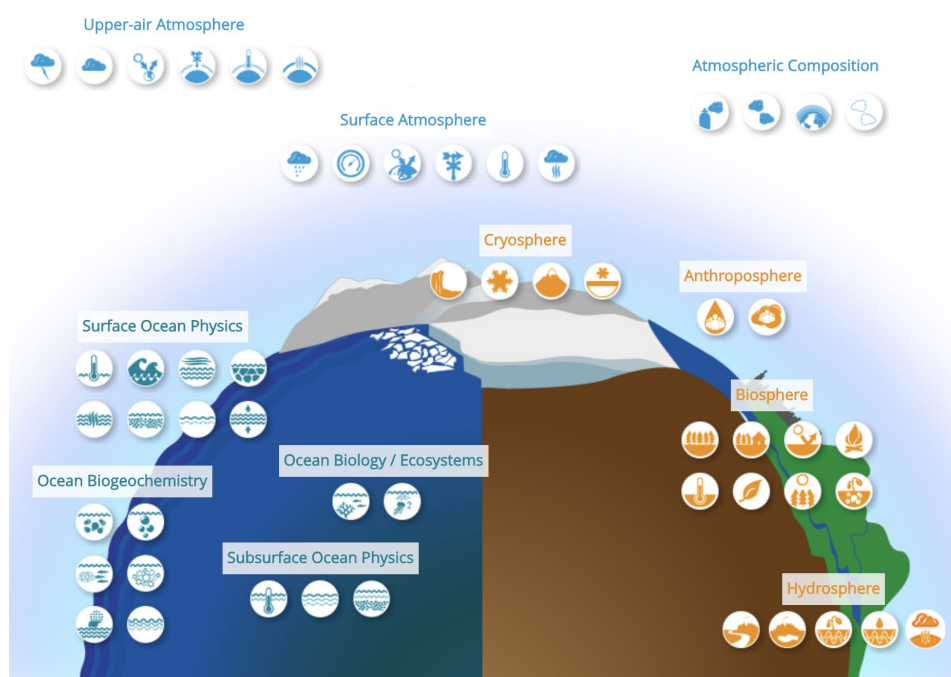 Upper-air Atmosphere
Atmospheric Composition
Surface Atmosphere
Cryosphere
Anthroposphere
Surface Ocean Physics
Biosphere
Ocean Biology / Ecosystems
Ocean Biogeochemistry
Subsurface Ocean Physics
Hydrosphere